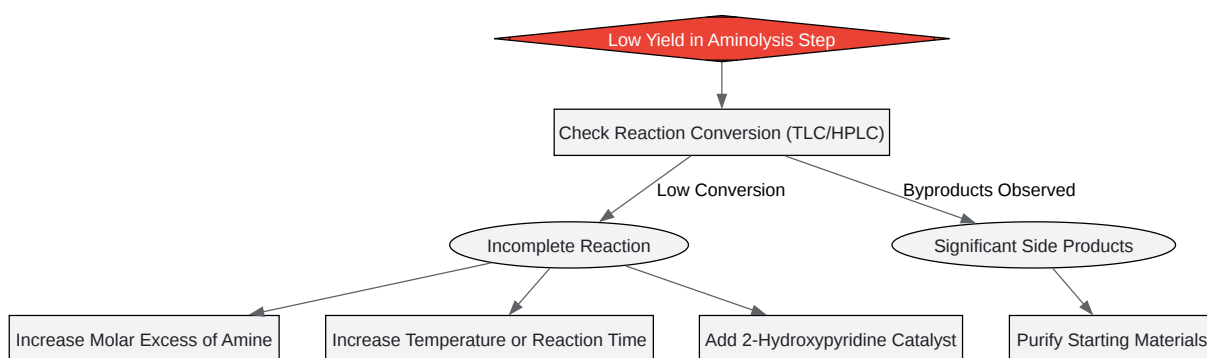 Low Yield in Aminolysis Step
Check Reaction Conversion (TLC/HPLC)
Low Conversion
Byproducts Observed
Incomplete Reaction
Significant Side Products
Increase Molar Excess of Amine
Increase Temperature or Reaction Time
Add 2-Hydroxypyridine Catalyst
Purify Starting Materials